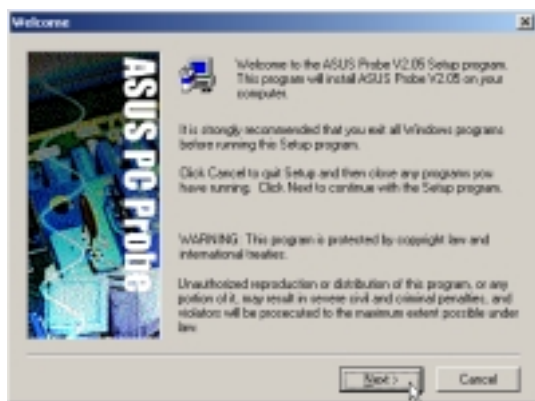 Welcome
ASUS PC Probe
Welcome to the ASUS Probe V2.05 Setup program.
This program will install ASUS Probe V2.05 on your
computer.
It is strongly recommended that you exit all Windows programs
before running this Setup program.
Click Cancel to quit Setup and then close any programs you
have running. Click Next to continue with the Setup program.
WARNING: This program is protected by copyright law and
international treaties.
Unauthorized reproduction or distribution of this program, or any
portion of it, may result in severe civil and criminal penalties, and
violators will be prosecuted to the maximum extent possible under
law.
Next >
Cancel